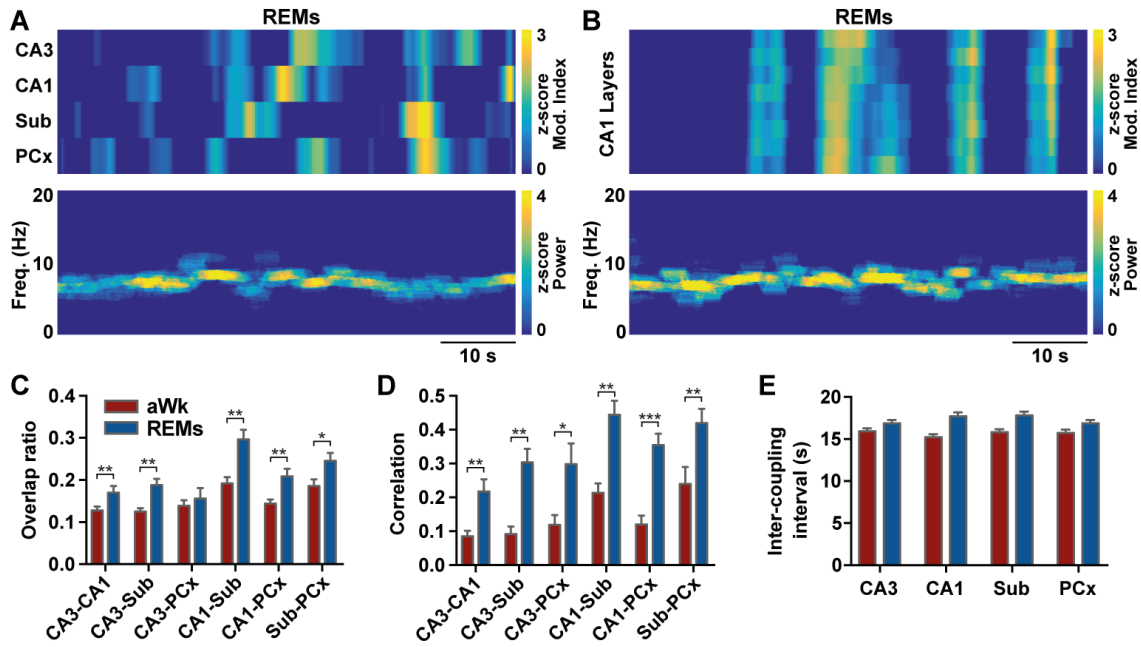 A
REMs
CA3
CA1
Sub
PCx
3
0
z-score
Mod. Index
20
10
0
Freq. (Hz)
4
0
z-score
Power
10 s
B
REMs
CA1 Layers
3
0
z-score
Mod. Index
20
10
0
Freq. (Hz)
4
0
z-score
Power
10 s
C
aWk
REMs
Overlap ratio
0.4
0.3
0.2
0.1
0.0
**
**
**
**
*
CA3-CA1
CA3-Sub
CA3-PCx
CA1-Sub
CA1-PCx
Sub-PCx
D
Correlation
0.5
0.4
0.3
0.2
0.1
0.0
**
**
*
**
***
**
CA3-CA1
CA3-Sub
CA3-PCx
CA1-Sub
CA1-PCx
Sub-PCx
E
Inter-coupling
interval (s)
20
15
10
5
0
CA3
CA1
Sub
PCx